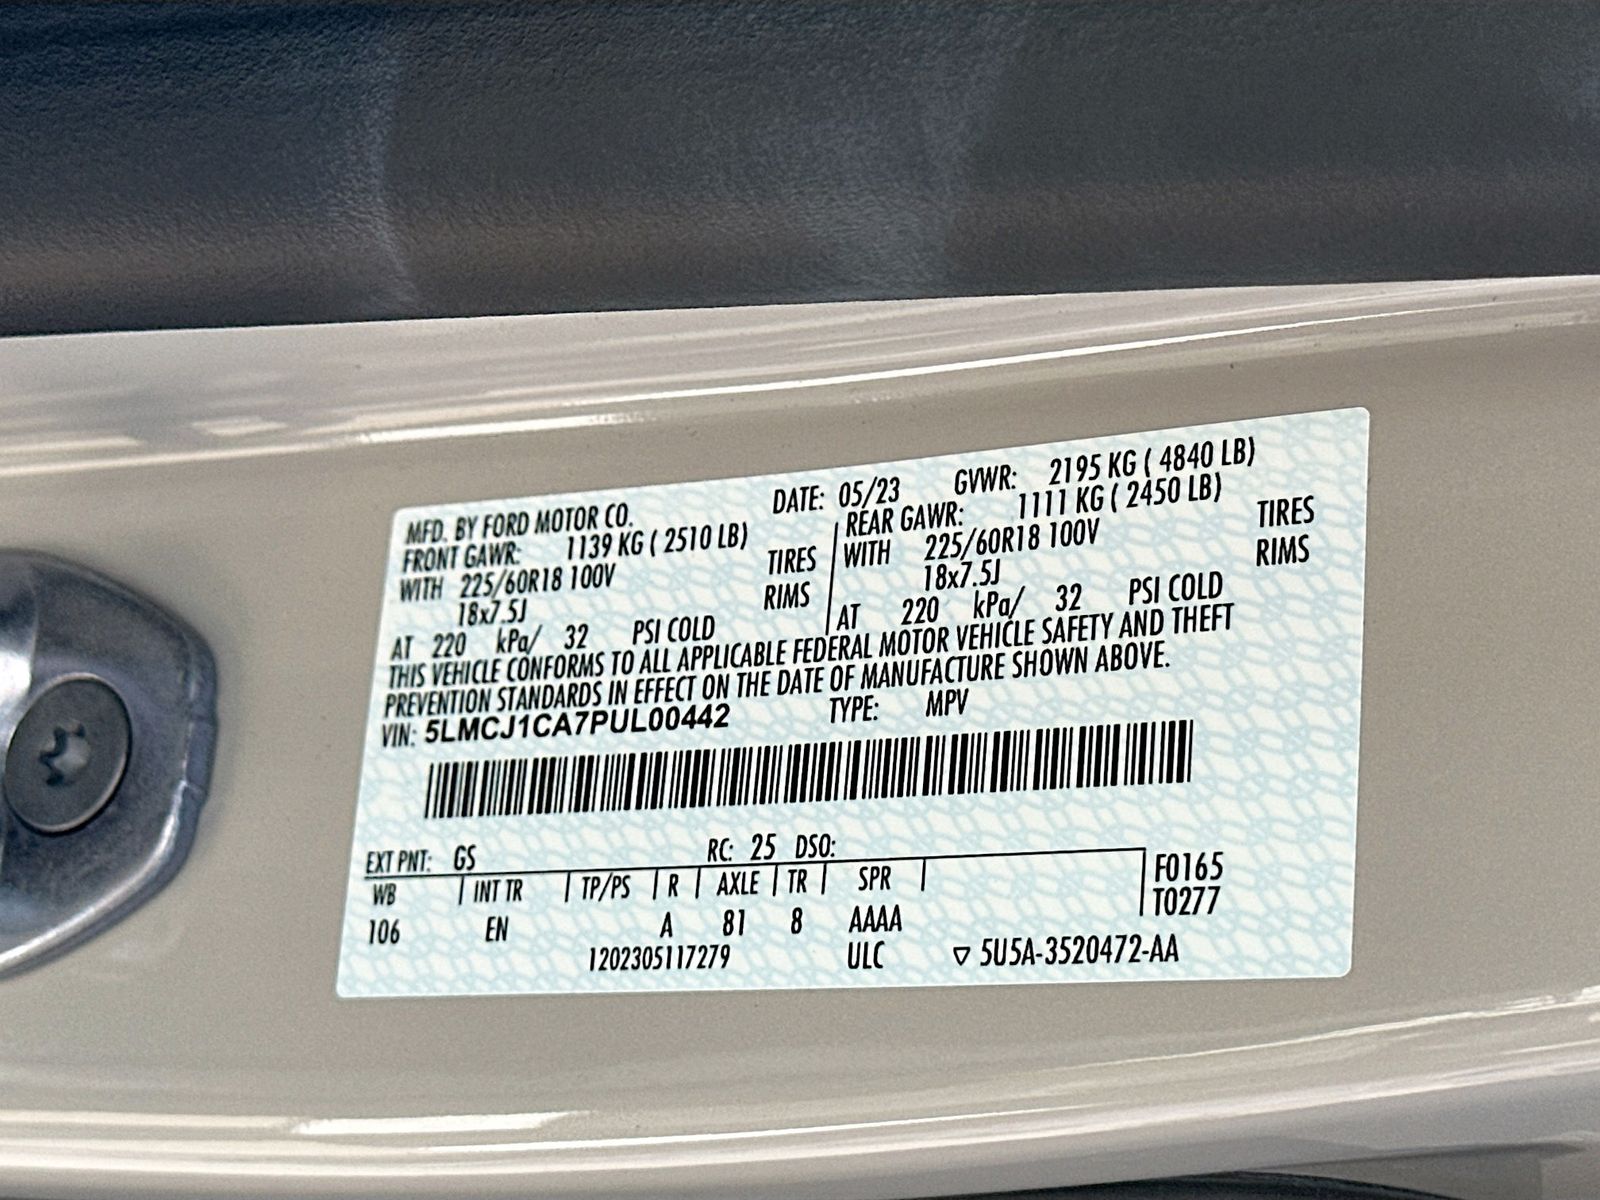 MFD. BY FORD MOTOR CO. DATE: 05/23 GVWR: 2195 KG ( 4840 LB)
FRONT GAWR: 1139 KG ( 2510 LB) REAR GAWR: 1111 KG ( 2450 LB)
WITH 225/60R18 100V TIRES WITH 225/60R18 100V TIRES
18x7.5J RIMS 18x7.5J RIMS
AT 220 kPa/ 32 PSI COLD AT 220 kPa/ 32 PSI COLD
THIS VEHICLE CONFORMS TO ALL APPLICABLE FEDERAL MOTOR VEHICLE SAFETY AND THEFT
PREVENTION STANDARDS IN EFFECT ON THE DATE OF MANUFACTURE SHOWN ABOVE.
VIN: 5LMCJ1CA7PUL00442 TYPE: MPV
EXT PNT: GS RC: 25 DSO:
WB INT TR TP/PS R AXLE TR SPR F0165
106 EN A 81 8 AAAA T0277
1202305117279 ULC ▽ 5U5A-3520472-AA